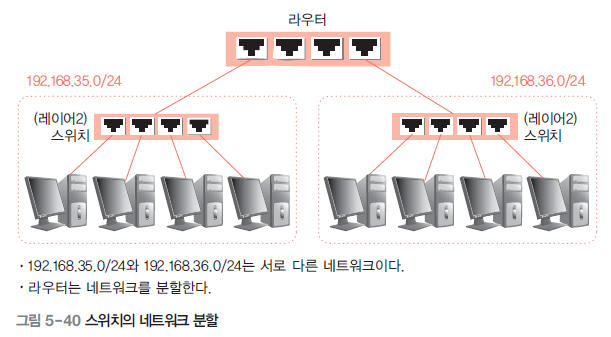 라우터
192.168.35.0/24
192.168.36.0/24
(레이어2)
스위치
(레이어2)
스위치
· 192.168.35.0/24와 192.168.36.0/24는 서로 다른 네트워크이다.
· 라우터는 네트워크를 분할한다.
그림 5-40 스위치의 네트워크 분할